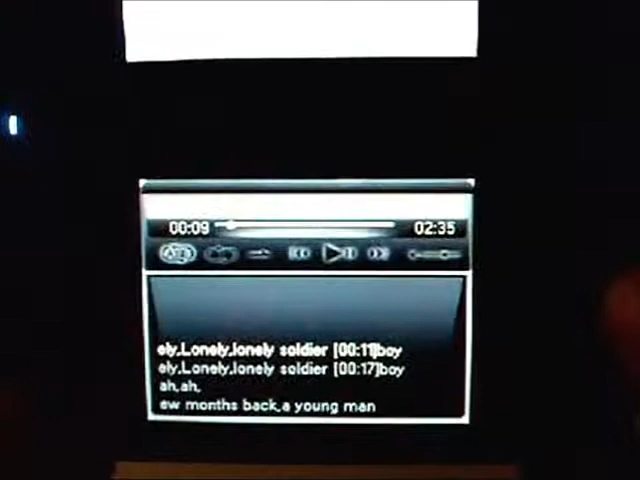 00:09 02:35
ely,Lonely,lonely soldier [00:11]boy
ely,Lonely,lonely soldier [00:17]boy
ah,ah,
ew months back,a young man